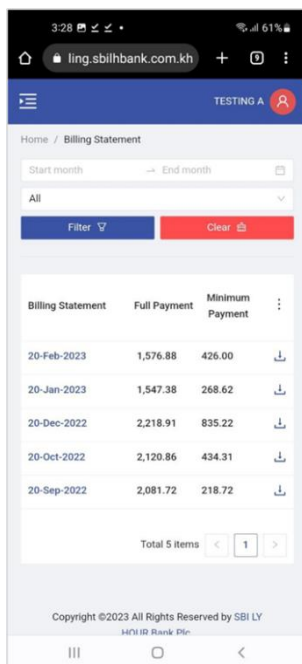 3:28
61%
ling.sbilhbank.com.kh
9
TESTING A
Home / Billing Statement
Start month → End month
All
Filter
Clear
Billing Statement Full Payment Minimum Payment
20-Feb-2023 1,576.88 426.00
20-Jan-2023 1,547.38 268.62
20-Dec-2022 2,218.91 835.22
20-Oct-2022 2,120.86 434.31
20-Sep-2022 2,081.72 218.72
Total 5 items < 1 >
Copyright ©2023 All Rights Reserved by SBI LY
HOUR Bank Plc